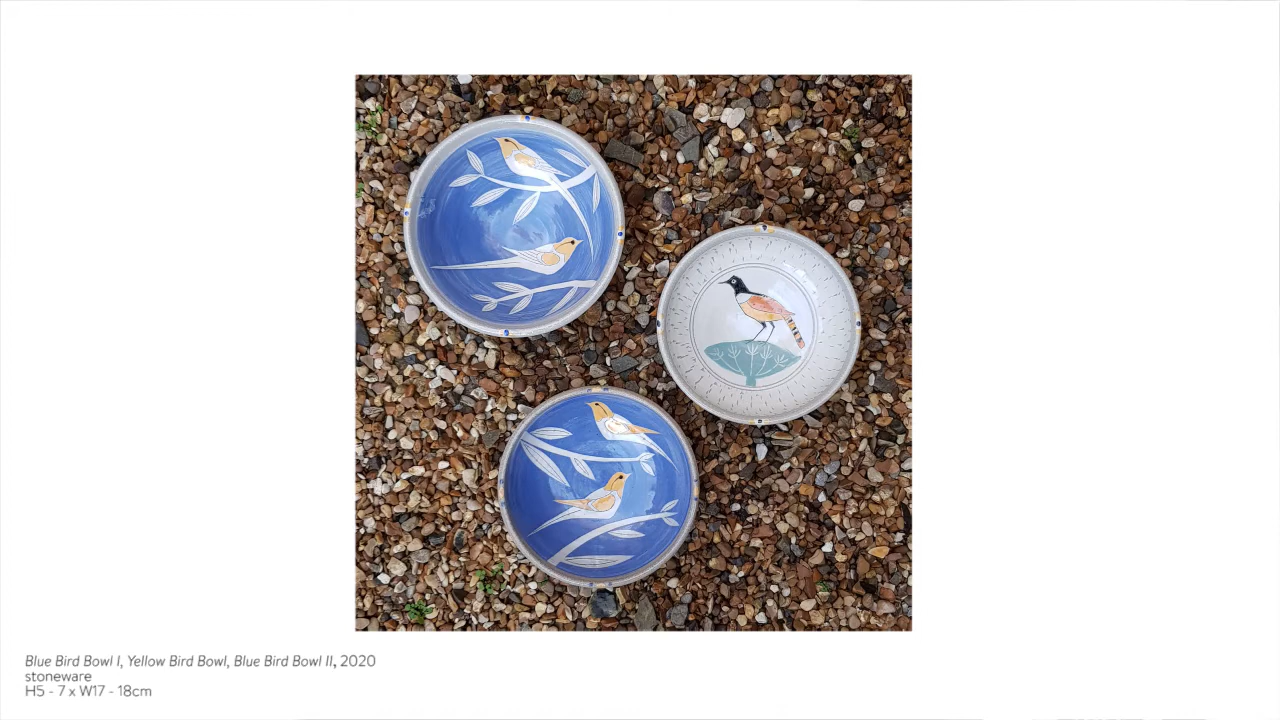 Blue Bird Bowl I, Yellow Bird Bowl, Blue Bird Bowl II, 2020
stoneware
H5 - 7 x W17 - 18cm